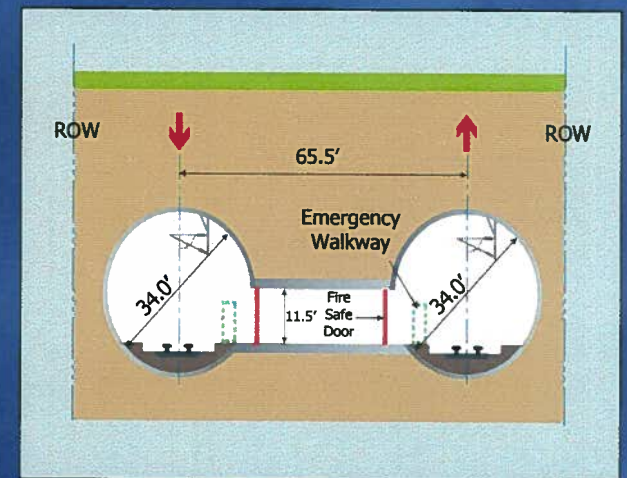 ROW
ROW
65.5'
Emergency
Walkway
34.0'
11.5'
Fire
Safe
Door
34.0'